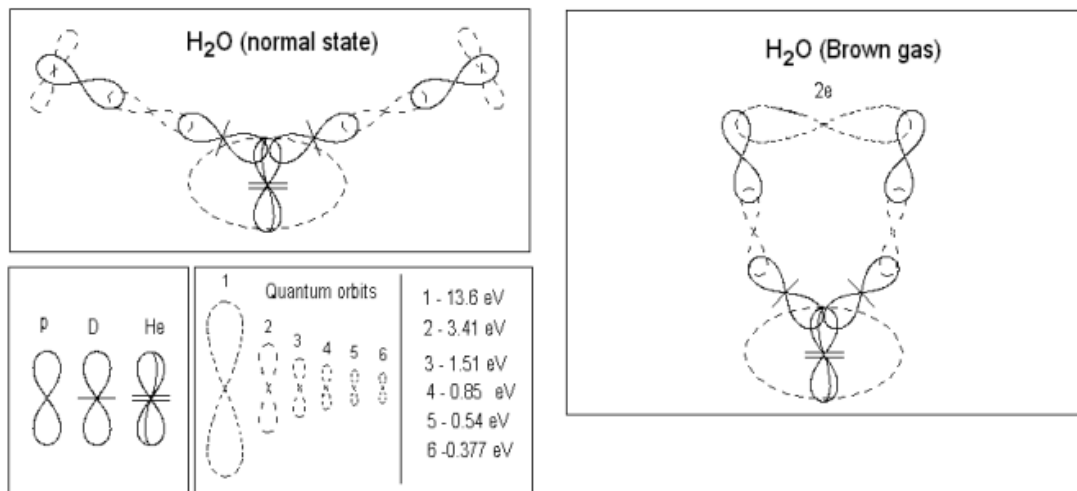 H₂O (normal state)
p D He
Quantum orbits
1
2
3
4
5
6
1 - 13.6 eV
2 - 3.41 eV
3 - 1.51 eV
4 - 0.85 eV
5 - 0.54 eV
6 -0.377 eV
H₂O (Brown gas)
2e